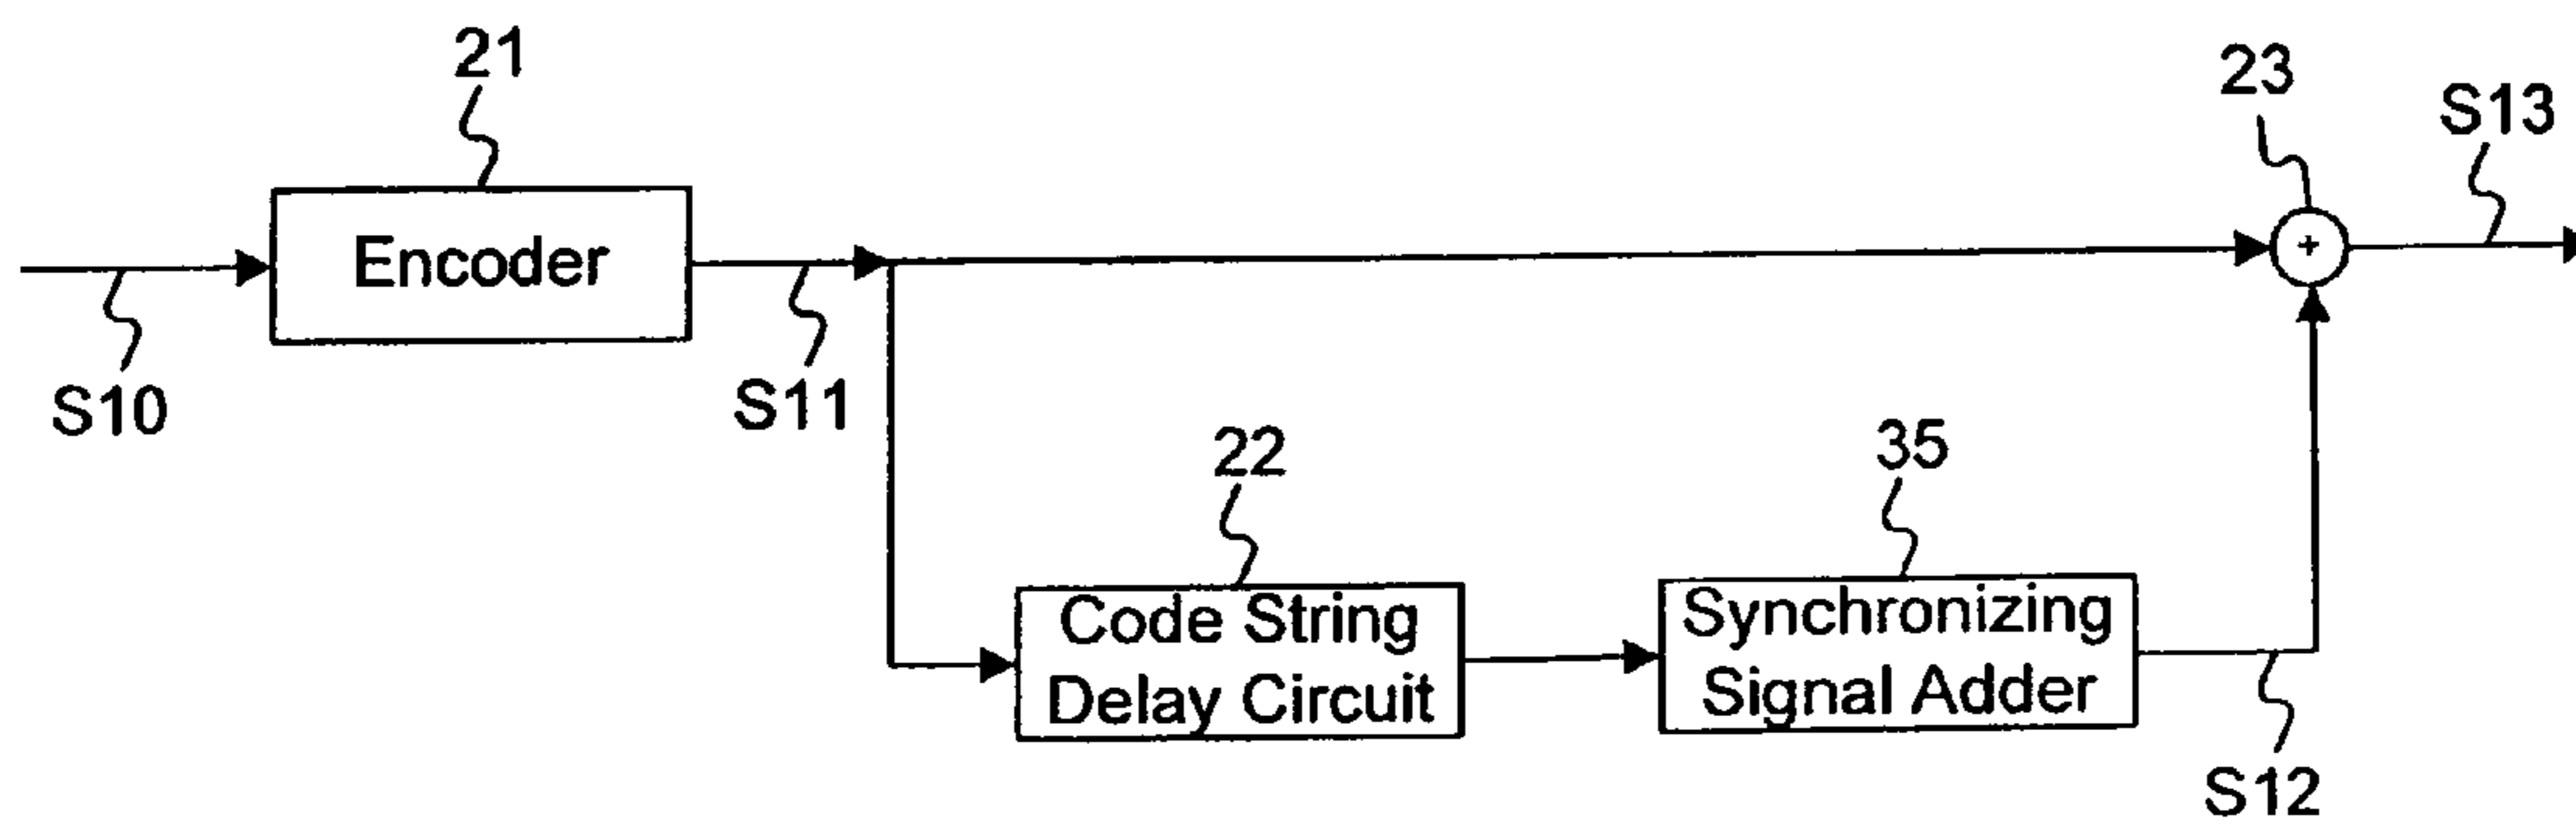 21
23
S13
Encoder
+
S10
S11
22
35
Code String
Delay Circuit
Synchronizing
Signal Adder
S12